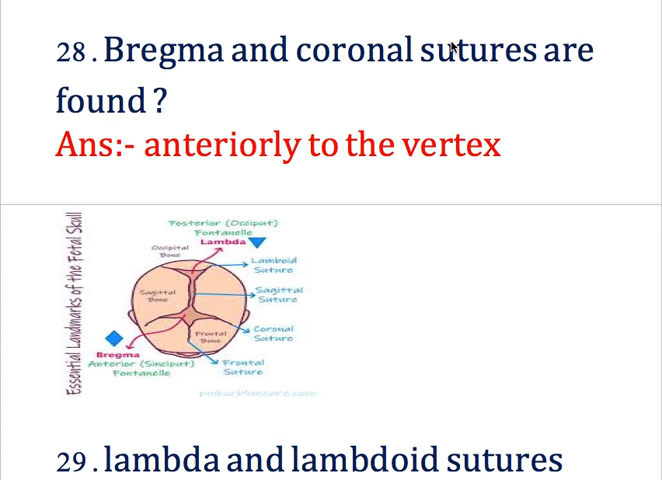 28 . Bregma and coronal sutures are
found ?
Ans:- anteriorly to the vertex
Essential Landmarks of the Fetal Skull
Posterior (Occiput)
Fontanelle
Lambda
Occipital
Bone
Lamboid
Suture
Sagittal
Bone
Sagittal
Suture
Coronal
Suture
Frontal
Bone
Bregma
Anterior (Sinciput)
Fontanelle
Frontal
Suture
29 . lambda and lambdoid sutures